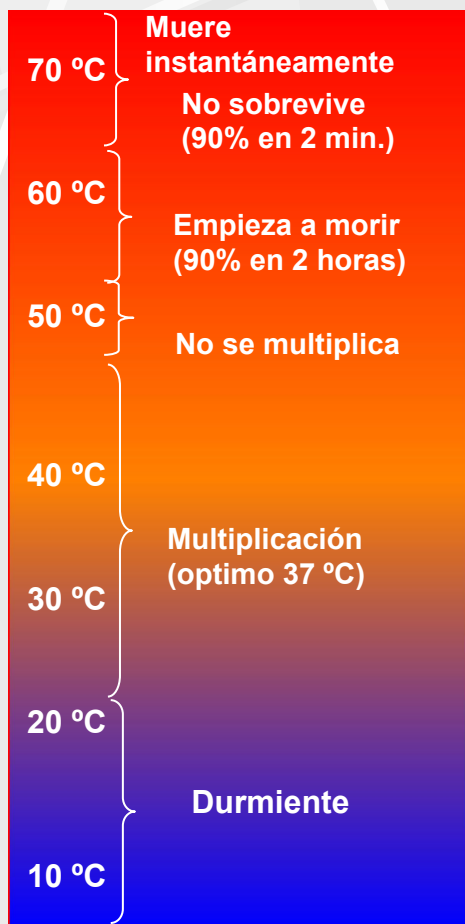 Muere
instantáneamente
70 ºC
No sobrevive
(90% en 2 min.)
60 ºC
Empieza a morir
(90% en 2 horas)
50 ºC
No se multiplica
40 ºC
Multiplicación
(optimo 37 ºC)
30 ºC
20 ºC
Durmiente
10 ºC